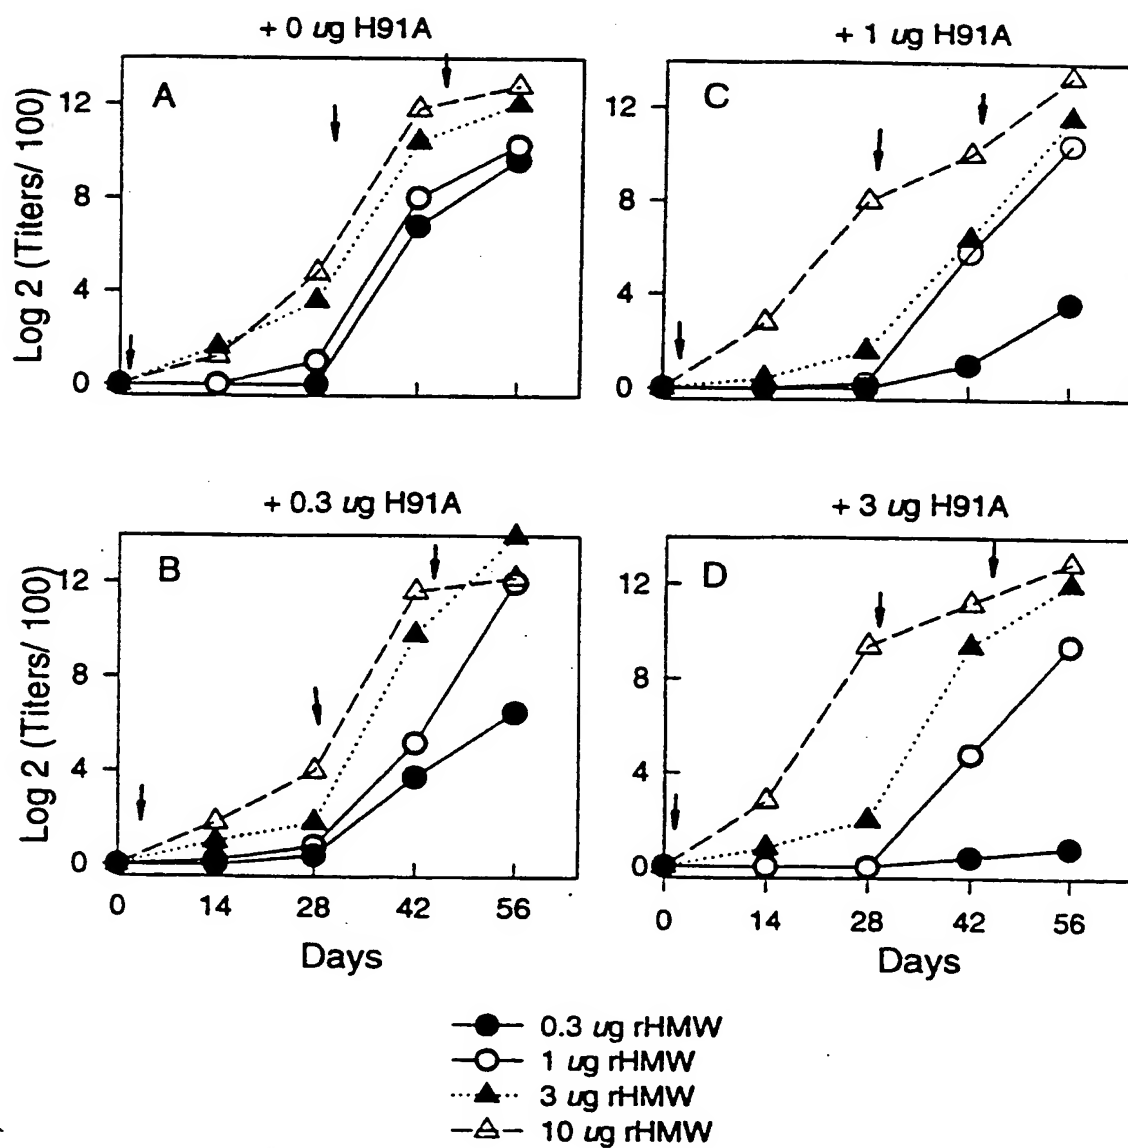 + 0 ug H91A
A
Log 2 (Titers/ 100)
12
8
4
0
+ 1 ug H91A
C
12
8
4
0
+ 0.3 ug H91A
B
Log 2 (Titers/ 100)
12
8
4
0
0 14 28 42 56
Days
+ 3 ug H91A
D
12
8
4
0
0 14 28 42 56
Days
0.3 ug rHMW
1 ug rHMW
3 ug rHMW
10 ug rHMW